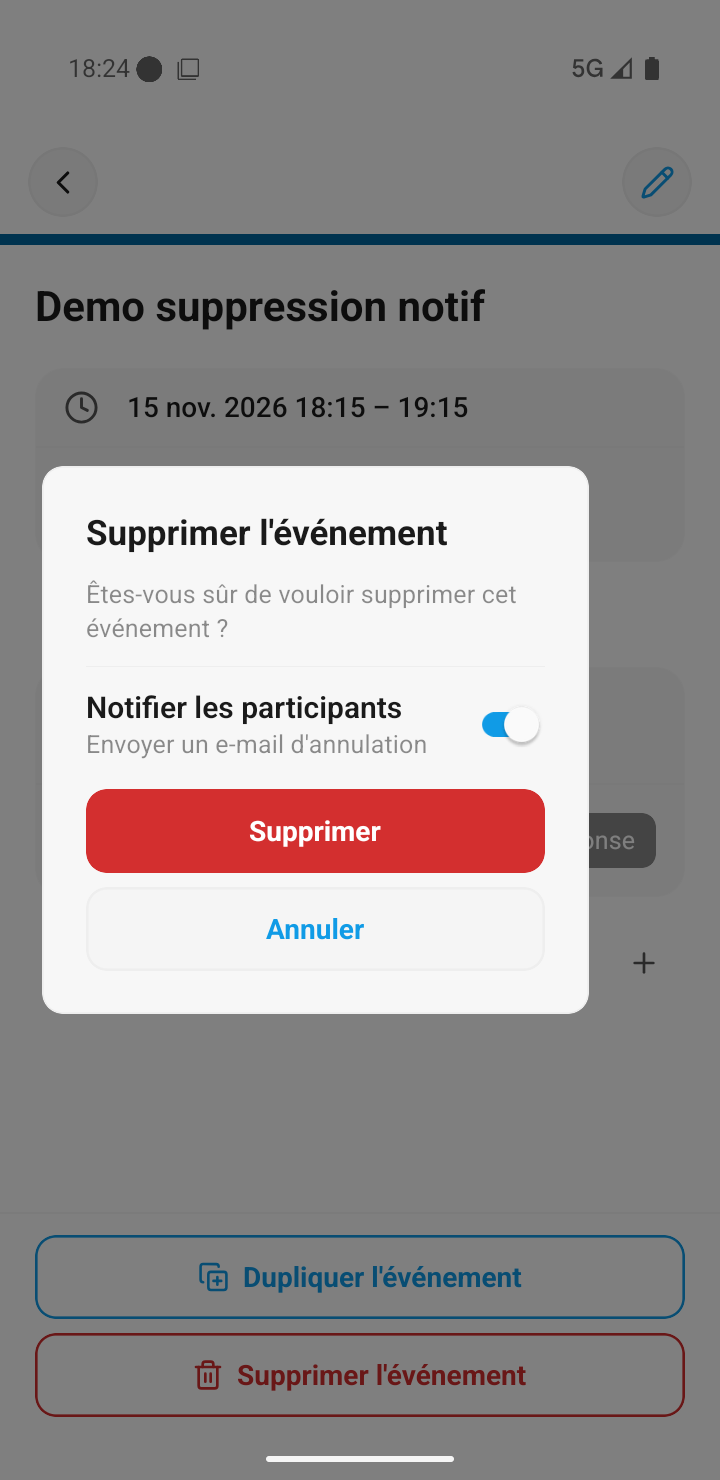 18:24
5G
Demo suppression notif
15 nov. 2026 18:15 – 19:15
Supprimer l'événement
Êtes-vous sûr de vouloir supprimer cet
événement ?
Notifier les participants
Envoyer un e-mail d'annulation
Supprimer
Annuler
Dupliquer l'événement
Supprimer l'événement